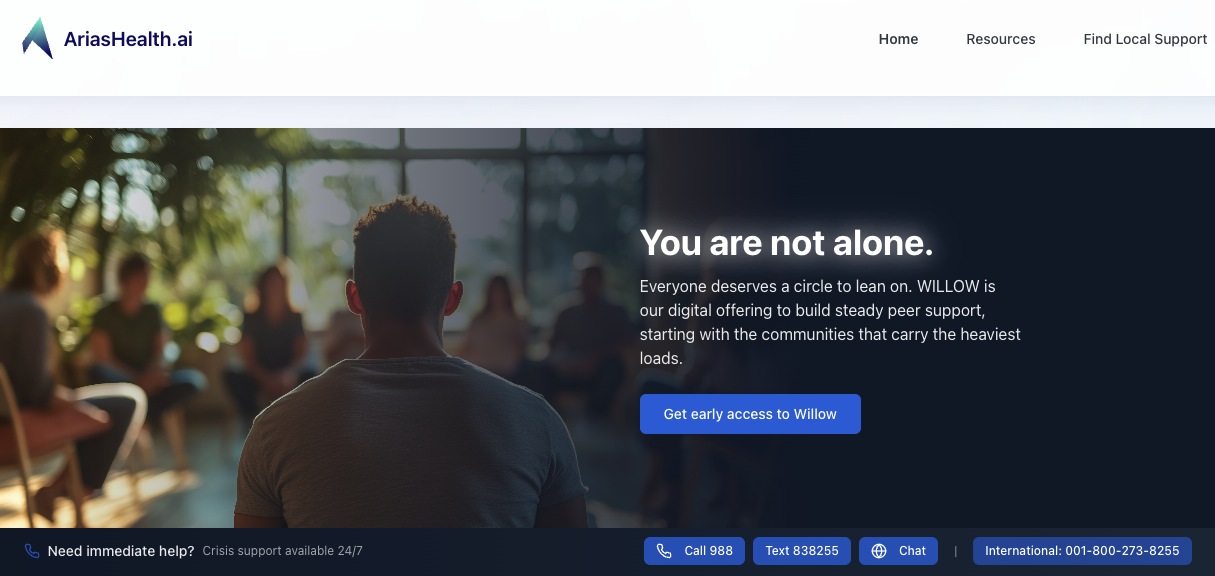 AriasHealth.ai
Home
Resources
Find Local Support
You are not alone.
Everyone deserves a circle to lean on. WILLOW is
our digital offering to build steady peer support,
starting with the communities that carry the heaviest
loads.
Get early access to Willow
Need immediate help? Crisis support available 24/7
Call 988
Text 838255
Chat
|
International: 001-800-273-8255